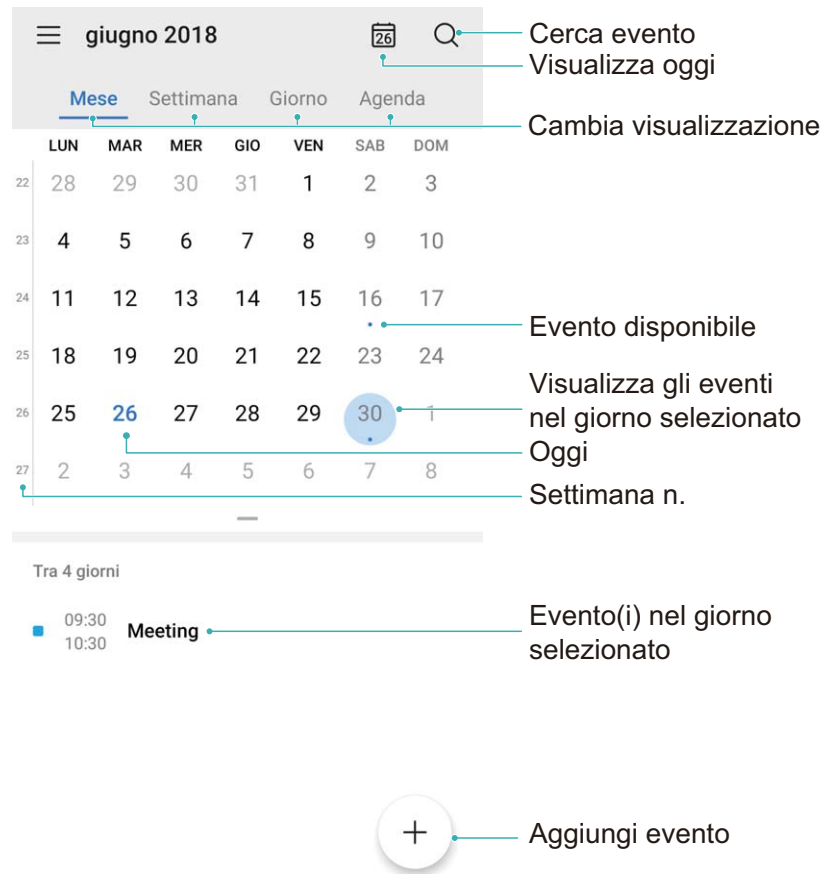 giugno 2018
26
Cerca evento
Visualizza oggi
Mese Settimana Giorno Agenda
Cambia visualizzazione
LUN MAR MER GIO VEN SAB DOM
22 28 29 30 31 1 2 3
23 4 5 6 7 8 9 10
24 11 12 13 14 15 16 17
Evento disponibile
25 18 19 20 21 22 23 24
Visualizza gli eventi
nel giorno selezionato
26 25 26 27 28 29 30 1
Oggi
27 2 3 4 5 6 7 8
Settimana n.
Tra 4 giorni
09:30
10:30
Meeting
Evento(i) nel giorno
selezionato
Aggiungi evento